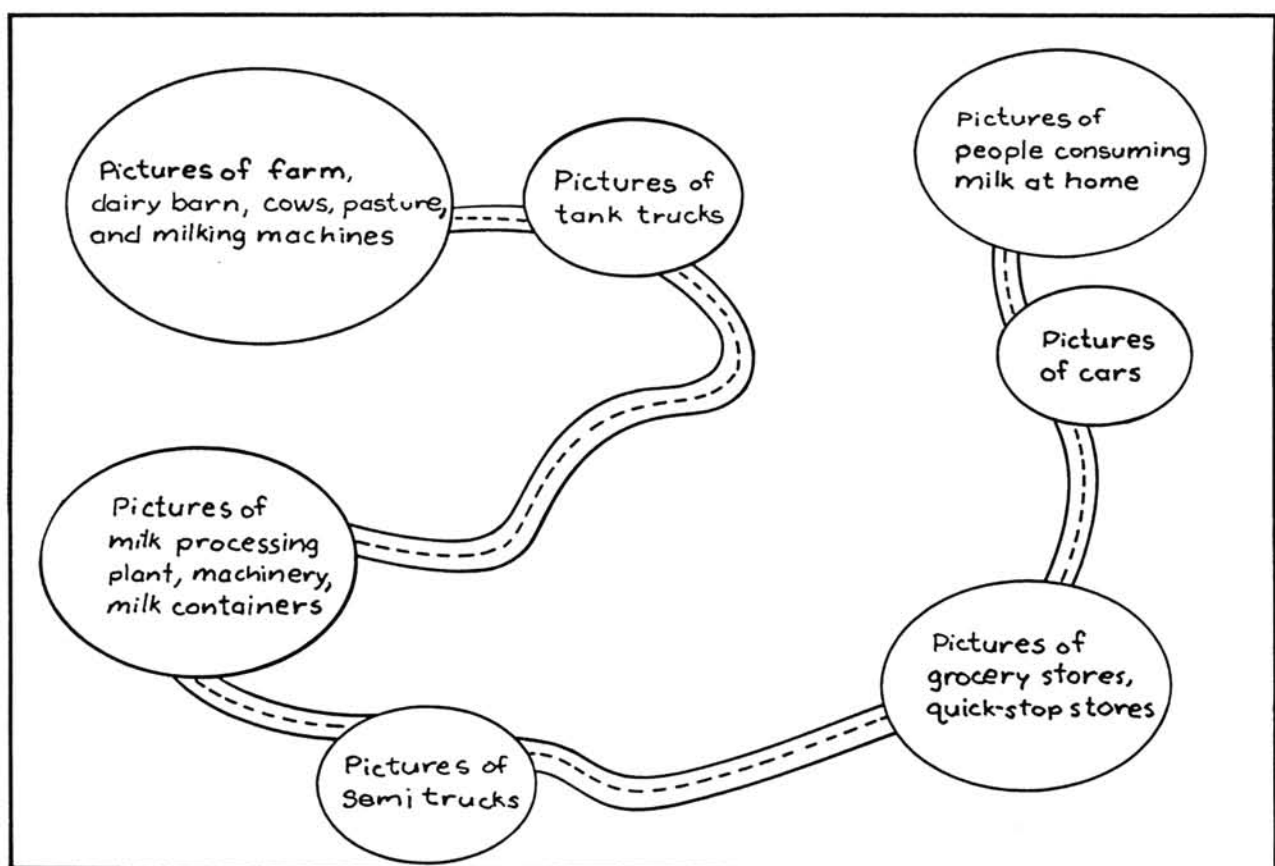 Pictures of farm,
dairy barn, cows, pasture,
and milking machines
Pictures of
tank trucks
Pictures of
milk processing
plant, machinery,
milk containers
Pictures of
semi trucks
Pictures of
grocery stores,
quick-stop stores
Pictures
of cars
Pictures of
people consuming
milk at home